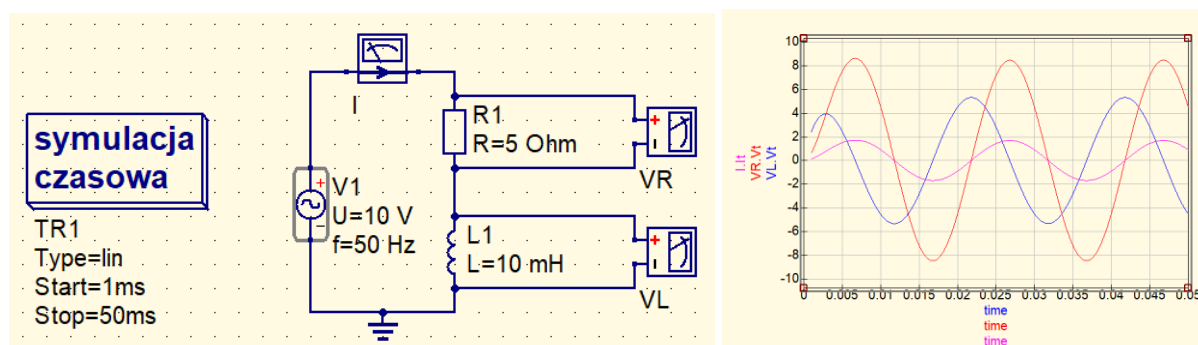 symulacja
czasowa
TR1
Type=lin
Start=1ms
Stop=50ms
I
V1
U=10 V
f=50 Hz
R1
R=5 Ohm
VR
L1
L=10 mH
VL
+
−
+
ı
+
ı
10
8
6
4
2
0
-2
-4
-6
-8
-10
I.It
VR.Vt
VL.Vt
0 0.005 0.01 0.015 0.02 0.025 0.03 0.035 0.04 0.045 0.05
time
time
time